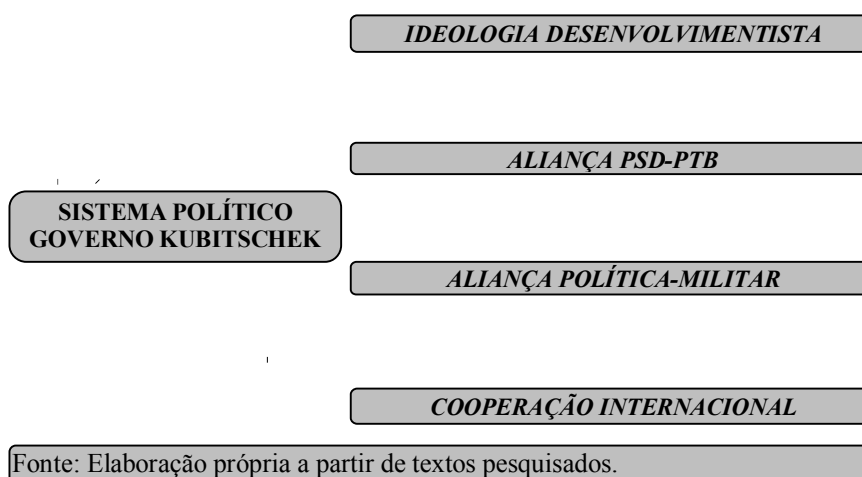 IDEOLOGIA DESENVOLVIMENTISTA
ALIANÇA PSD-PTB
SISTEMA POLÍTICO
GOVERNO KUBITSCHEK
ALIANÇA POLÍTICA-MILITAR
COOPERAÇÃO INTERNACIONAL
Fonte: Elaboração própria a partir de textos pesquisados.